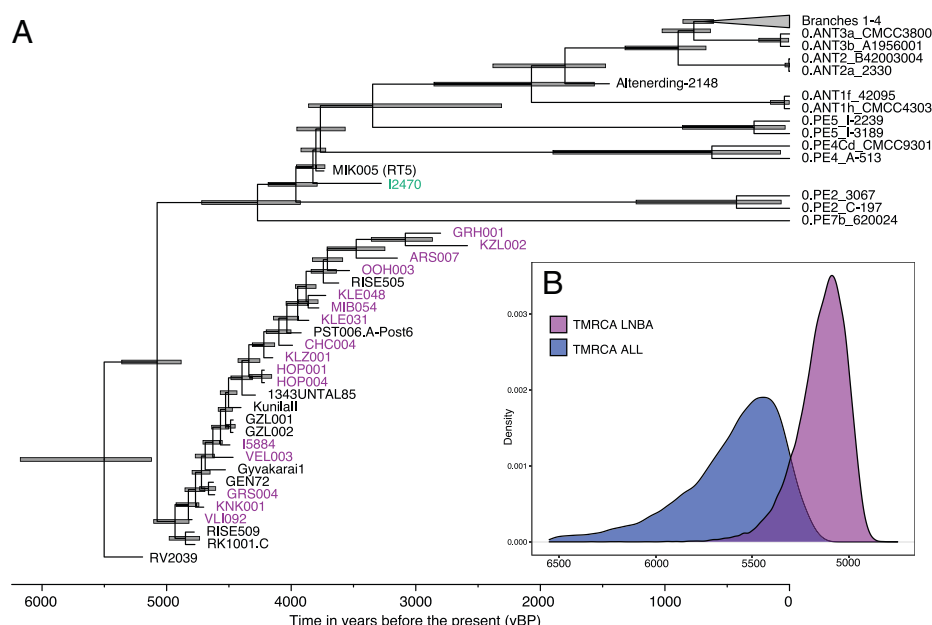 A
Branches 1-4
0.ANT3a_CMCC3800
0.ANT3b_A1956001
0.ANT2_B42003004
0.ANT2a_2330
Altenerding-2148
0.ANT1f_42095
0.ANT1h_CMCC4303
0.PE5_I-2239
0.PE5_I-3189
0.PE4Cd_CMCC9301
0.PE4_A-513
MIK005 (RT5)
I2470
0.PE2_3067
0.PE2_C-197
0.PE7b_620024
GRH001
KZL002
ARS007
OOH003
RISE505
KLE048
MIB054
KLE031
PST006.A-Post6
CHC004
KLZ001
HOP001
HOP004
1343UNTAL85
KunilaII
GZL001
GZL002
I5884
VEL003
Gyvakarai1
GEN72
GRS004
KNK001
VLI092
RISE509
RK1001.C
RV2039
6000
5000
4000
3000
2000
1000
0
Time in years before the present (yBP)
B
TMRCA LNBA
TMRCA ALL
Density
0.003
0.002
0.001
0.000
6500
6000
5500
5000